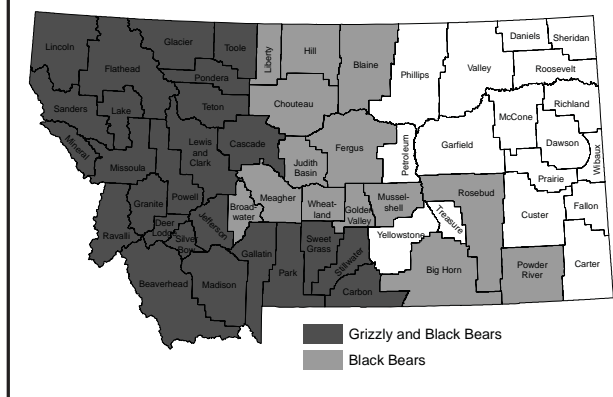 Lincoln
Flathead
Glacier
Toole
Liberty
Hill
Blaine
Phillips
Valley
Daniels
Sheridan
Roosevelt
Pondera
Teton
Chouteau
Sanders
Lake
Mineral
Missoula
Lewis
and
Clark
Cascade
Judith
Basin
Fergus
Petroleum
Garfield
McCone
Richland
Dawson
Wibaux
Prairie
Powell
Granite
Ravalli
Deer
Lodge
Silver
Bow
Jefferson
Broad-
water
Meagher
Wheat-
land
Golden
Valley
Mussel-
shell
Rosebud
Treasure
Yellowstone
Custer
Fallon
Carter
Powder
River
Big Horn
Beaverhead
Madison
Gallatin
Park
Sweet
Grass
Stillwater
Carbon
Grizzly and Black Bears
Black Bears